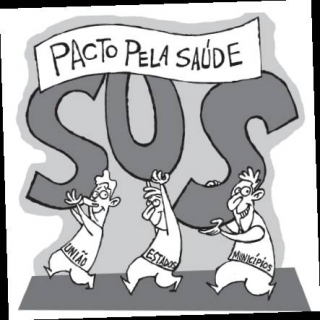 PACTO PELA SAÚDE
SUS
UNIÃO
ESTADOS
MUNICÍPIOS